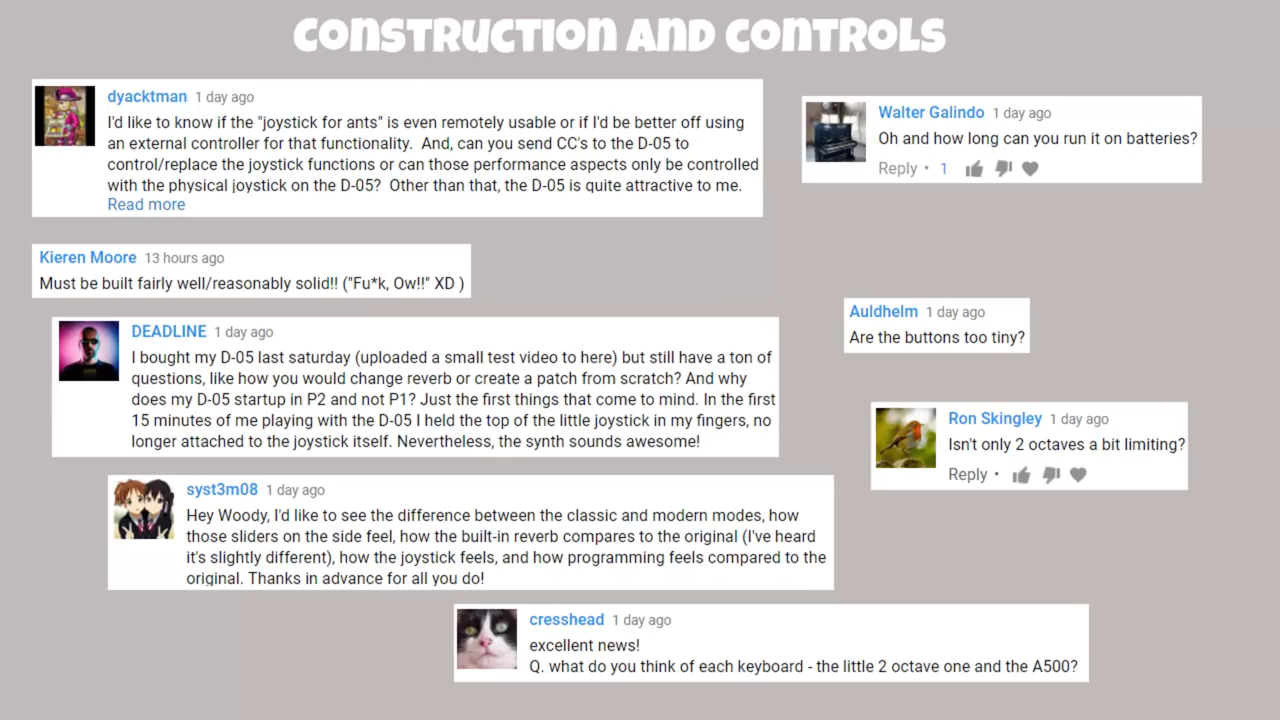 CONSTRUCTION AND CONTROLS
dyacktman 1 day ago
I'd like to know if the "joystick for ants" is even remotely usable or if I'd be better off using
an external controller for that functionality. And, can you send CC's to the D-05 to
control/replace the joystick functions or can those performance aspects only be controlled
with the physical joystick on the D-05? Other than that, the D-05 is quite attractive to me.
Read more
Walter Galindo 1 day ago
Oh and how long can you run it on batteries?
Reply • 1
Kieren Moore 13 hours ago
Must be built fairly well/reasonably solid!! ("Fu*k, Ow!!" XD )
Auldhelm 1 day ago
Are the buttons too tiny?
DEADLINE 1 day ago
I bought my D-05 last saturday (uploaded a small test video to here) but still have a ton of
questions, like how you would change reverb or create a patch from scratch? And why
does my D-05 startup in P2 and not P1? Just the first things that come to mind. In the first
15 minutes of me playing with the D-05 I held the top of the little joystick in my fingers, no
longer attached to the joystick itself. Nevertheless, the synth sounds awesome!
Ron Skingley 1 day ago
Isn't only 2 octaves a bit limiting?
Reply •
syst3m08 1 day ago
Hey Woody, I'd like to see the difference between the classic and modern modes, how
those sliders on the side feel, how the built-in reverb compares to the original (I've heard
it's slightly different), how the joystick feels, and how programming feels compared to the
original. Thanks in advance for all you do!
cresshead 1 day ago
excellent news!
Q. what do you think of each keyboard - the little 2 octave one and the A500?